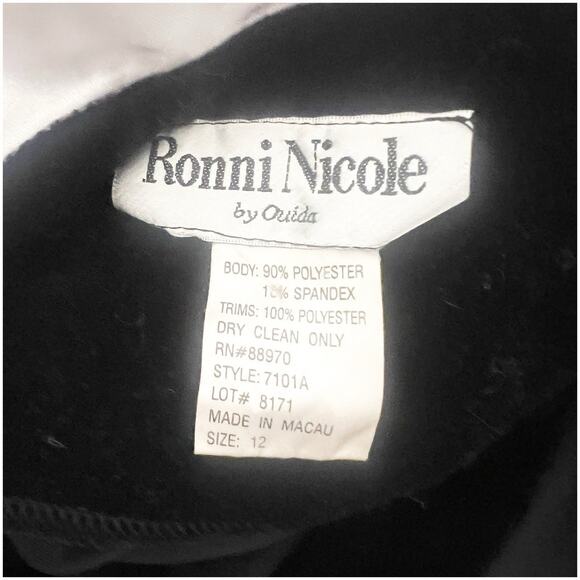 Ronni Nicole
by Ouida
BODY: 90% POLYESTER
10% SPANDEX
TRIMS: 100% POLYESTER
DRY CLEAN ONLY
RN#88970
STYLE: 7101A
LOT# 8171
MADE IN MACAU
SIZE: 12